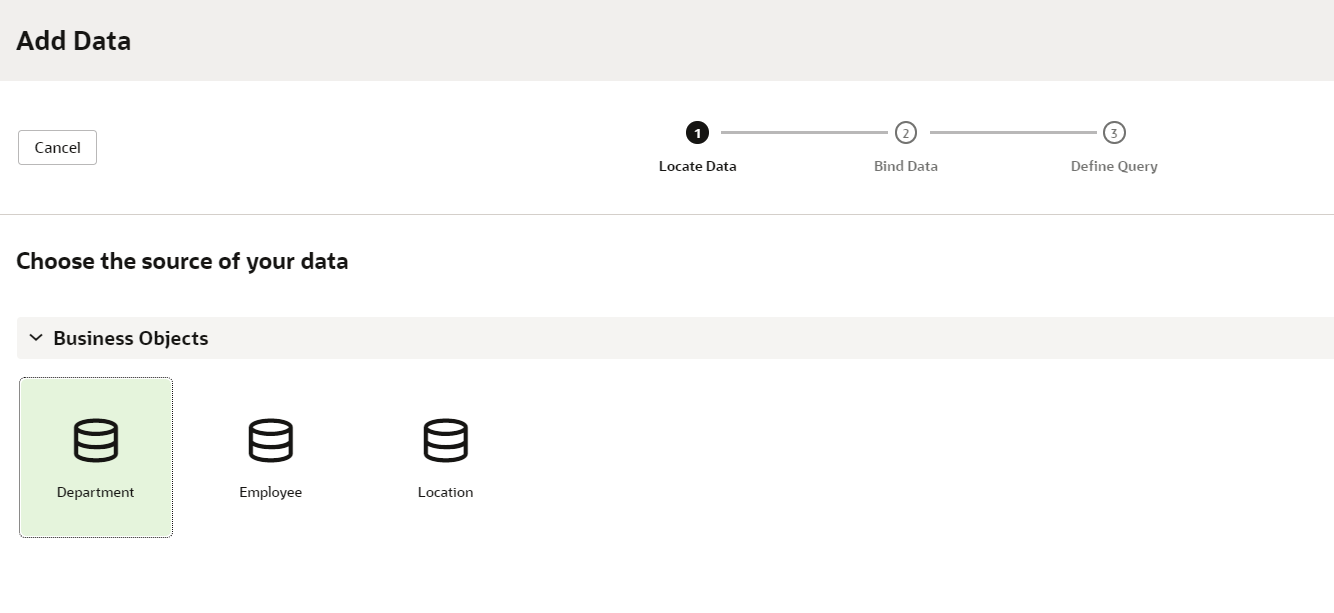 Add Data
Cancel
1
2
3
Locate Data
Bind Data
Define Query
Choose the source of your data
Business Objects
Department
Employee
Location